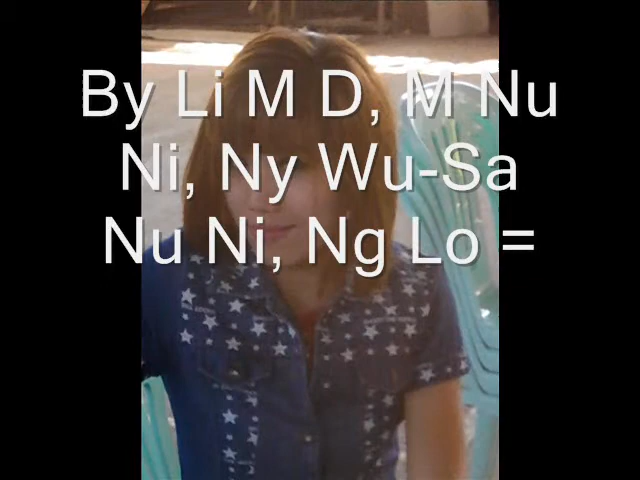 By Li M D, M Nu
Ni, Ny Wu-Sa
Nu Ni, Ng Lo =